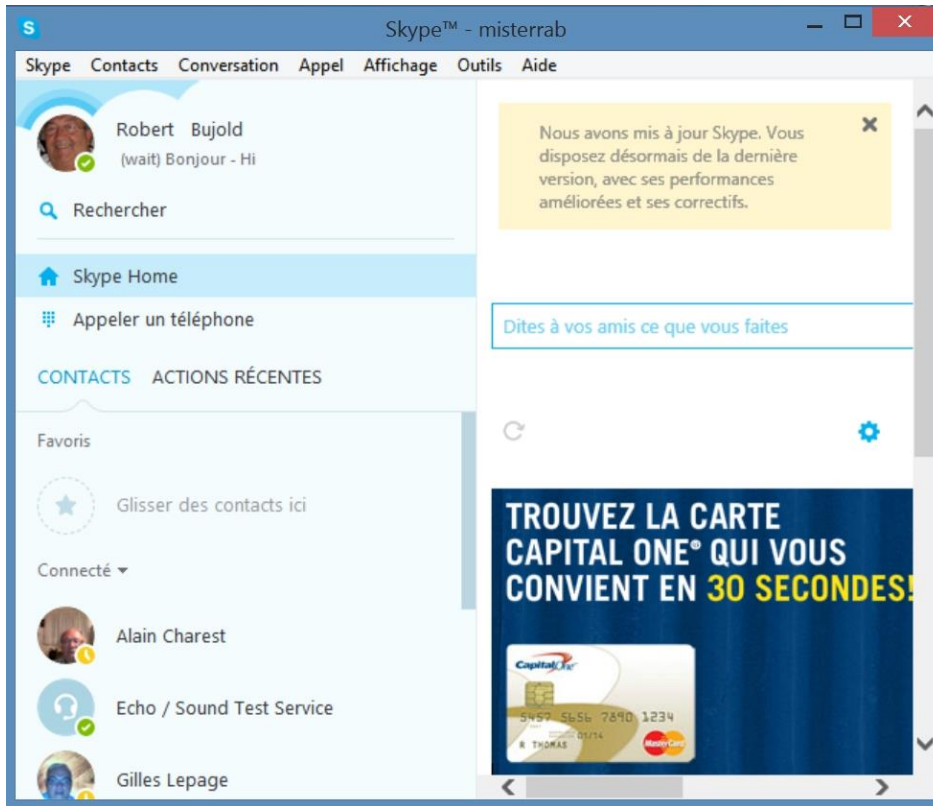 Skype™ - misterrab
Skype Contacts Conversation Appel Affichage Outils Aide
Robert Bujold
(wait) Bonjour - Hi
Rechercher
Skype Home
Appeler un téléphone
CONTACTS ACTIONS RÉCENTES
Favoris
Glisser des contacts ici
Connecté
Alain Charest
Echo / Sound Test Service
Gilles Lepage
Nous avons mis à jour Skype. Vous
disposez désormais de la dernière
version, avec ses performances
améliorées et ses correctifs.
Dites à vos amis ce que vous faites
TROUVEZ LA CARTE
CAPITAL ONE® QUI VOUS
CONVIENT EN 30 SECONDES!
CapitalOne
5457 5656 7890 1234
01/14
R THOMAS
MasterCard